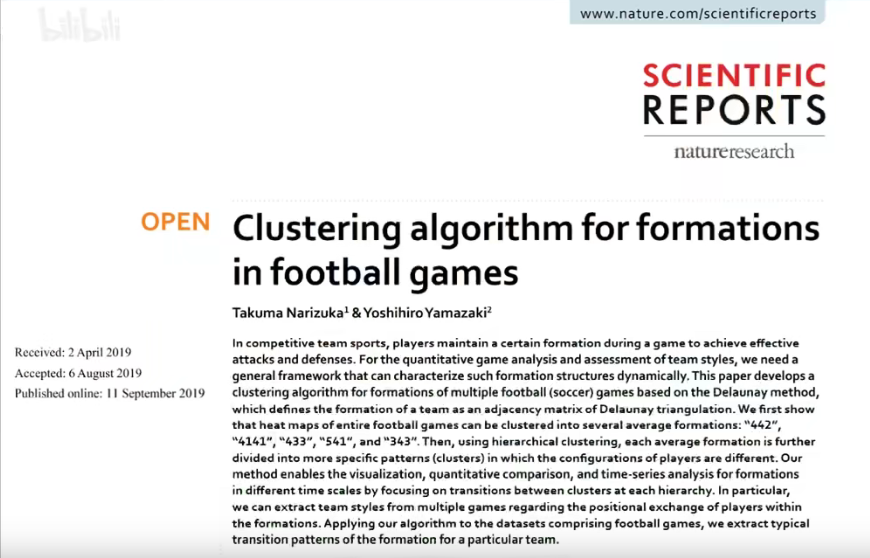 bilibili
www.nature.com/scientificreports
SCIENTIFIC
REPORTS
natureresearch
OPEN
Clustering algorithm for formations
in football games
Takuma Narizuka¹ & Yoshihiro Yamazaki²
Received: 2 April 2019
Accepted: 6 August 2019
Published online: 11 September 2019
In competitive team sports, players maintain a certain formation during a game to achieve effective
attacks and defenses. For the quantitative game analysis and assessment of team styles, we need a
general framework that can characterize such formation structures dynamically. This paper develops a
clustering algorithm for formations of multiple football (soccer) games based on the Delaunay method,
which defines the formation of a team as an adjacency matrix of Delaunay triangulation. We first show
that heat maps of entire football games can be clustered into several average formations: “442”,
“4141”, “433”, “541”, and “343”. Then, using hierarchical clustering, each average formation is further
divided into more specific patterns (clusters) in which the configurations of players are different. Our
method enables the visualization, quantitative comparison, and time-series analysis for formations
in different time scales by focusing on transitions between clusters at each hierarchy. In particular,
we can extract team styles from multiple games regarding the positional exchange of players within
the formations. Applying our algorithm to the datasets comprising football games, we extract typical
transition patterns of the formation for a particular team.